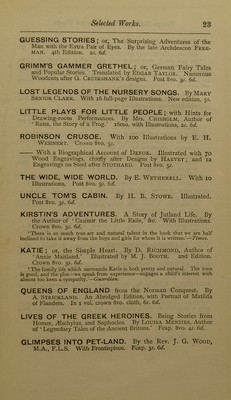 Selected Works. 23
GUESSING STORIES; or, The Surprising Adventures of the
Man with the Extra Pair of Eyes. By the late Archdeacon FREE-
MAN. 4th Edition. 2s. 6d.
GRIMM'S GAMMER GRETHEL; or, German Fairy Tales
and Popular Stories. Translated by EDGAR TAYLOR. Numerous
Woodcuts after G. CRUIKSHANK'S designs. Post 8vo. 3s. 6d.
LOST LEGENDS OF THE NURSERY SONGS. By MARY
SENIOR CLARK. With 16 full-page Illustrations. New edition, 5s.
LITTLE PLAYS FOR LITTLE PEOPLE; with Hints for
Drawing-room Performances. By Mrs. CHISHOLM, Author of
'Rana, the Story of a Frog.' 16mo. with Illustrations, 2s. 6d.
ROBINSON CRUSOE. With 100 Illustrations by E. H.
WEHNERT. Crown 8vo. 5s.
—— With a Biographical Account of DEFOE. Illustrated with 70
Wood Engravings, chiefly after Designs by HARVEY; and 12
Engravings on Steel after STOTHARD. Post 8vo. 5s.
THE WIDE, WIDE WORLD. By E. WETHERELL. With 10
Illustrations, Post 8vo. 3s. 6d.
UNCLE TOM'S CABIN. By H. B. STOWE. Illustrated.
Post 8vo. 3s. 6d.
KIRSTIN'S ADVENTURES. A Story of Jutland Life. By
the Author of 'Casimir the Little Exile,' &c. With Illustrations.
Crown 8vo. 5s. 6d.
'There is so much true art and natural talent in the book that we are half
inclined to take it away from the boys and girls for whom it is written.'—Times.
KATIE; or, the Simple Heart. By D. RICHMOND, Author of
'Annie Maitland.' Illustrated by M. J. BOOTH. 2nd Edition.
Crown 8vo. 3s. 6d.
'The family life which surrounds Katie is both pretty and natural. The tone
is good, and the plot—we speak from experience—engages a child's interest with
almost too keen a sympathy.'
QUEENS OF ENGLAND from the Norman Conquest. By
A. STRICKLAND. An Abridged Edition, with Portrait of Matilda
of Flanders. In 1 vol. crown 8vo. cloth, 6s. 6d.
LIVES OF THE GREEK HEROINES. Being Stories from
Homer, Æschylus, and Sophocles. By LOUISA MENZIES, Author
of 'Legendary Tales of the Ancient Britons.' Fcap. 8vo. 4s. 6d.
GLIMPSES INTO PET-LAND. By the Rev. J. G. WOOD,
M.A., F.L.S. With Frontispiece. Fcap. 3s. 6d.